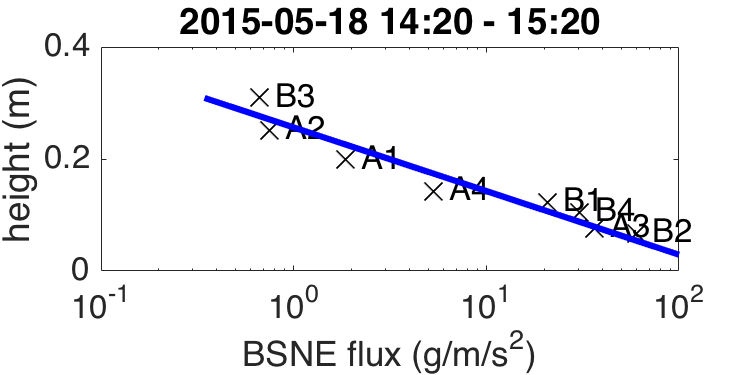 2015-05-18 14:20 - 15:20
height (m)
0.4
0.2
0
B3
A2
A1
A4
B1
B4
A3
B2
10^-1
10^0
10^1
10^2
BSNE flux (g/m/s^2)